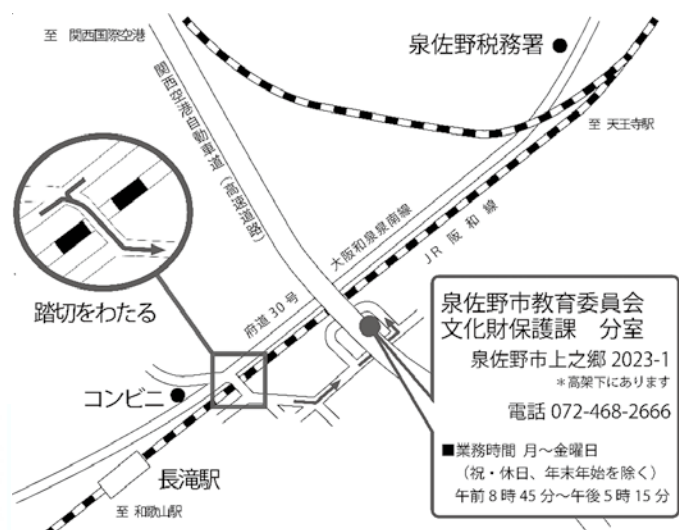 至 関西国際空港
泉佐野税務署
関西空港自動車道(高速道路)
至 天王寺駅
大阪和泉泉南線
JR 阪和線
府道30号
踏切をわたる
コンビニ
長滝駅
至 和歌山駅
泉佐野市教育委員会
文化財保護課 分室
泉佐野市上之郷 2023-1
*高架下にあります
電話 072-468-2666
■業務時間 月~金曜日
(祝・休日、年末年始を除く)
午前8時45分~午後5時15分